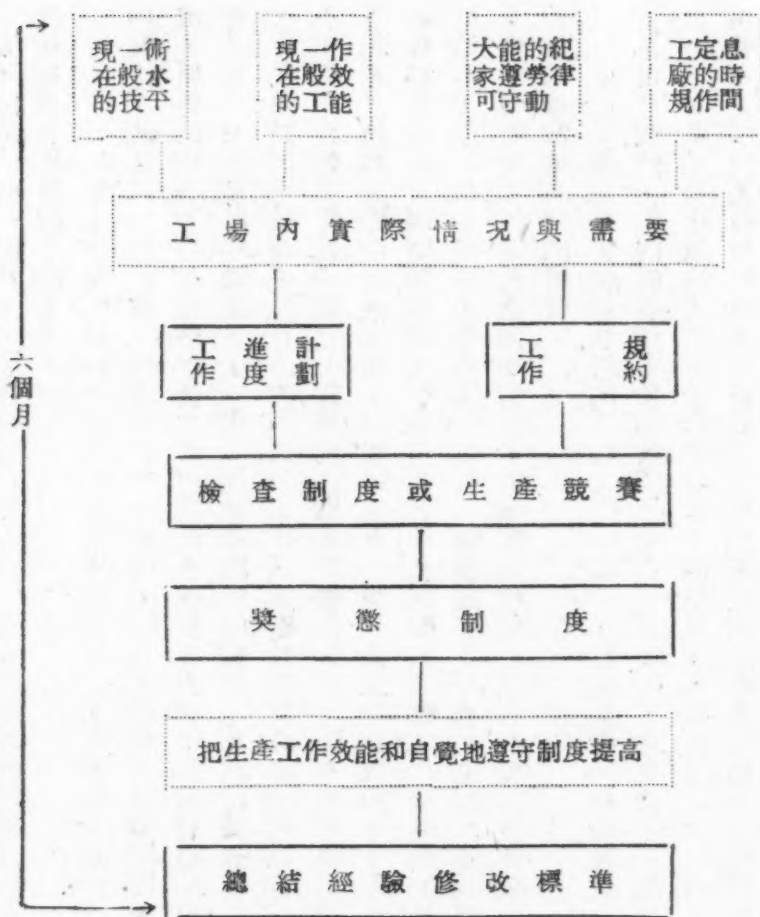 現在的
一般技
術水平
現在的
一般工
作效能
大家可
能遵守
的勞動
紀律
工廠規
定的作
息時間
工場內實際情況與需要
工作
進度
計劃
工作
規約
檢查制度或生產競賽
獎懲制度
把生產工作效能和自覺地遵守制度提高
總結經驗修改標準
六個月